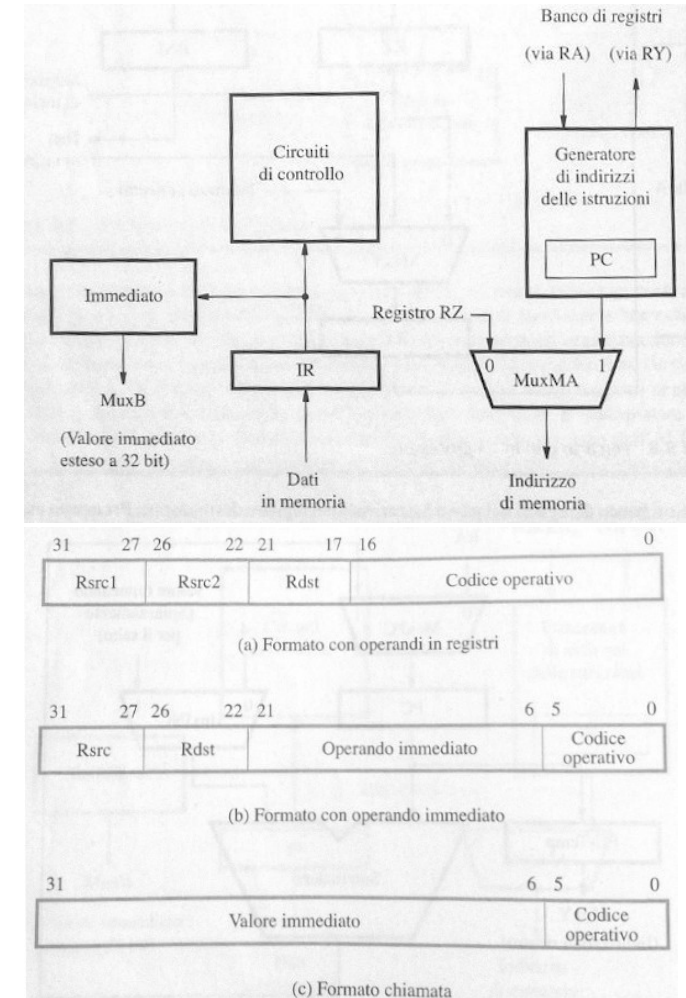 Banco di registri
(via RA) (via RY)
Circuiti
di controllo
Generatore
di indirizzi
delle istruzioni
PC
Immediato
Registro RZ
0 1
MuxMA
IR
MuxB
(Valore immediato
esteso a 32 bit)
Dati
in memoria
Indirizzo
di memoria
31 27 26 22 21 17 16 0
Rsrc1 Rsrc2 Rdst Codice operativo
(a) Formato con operandi in registri
31 27 26 22 21 6 5 0
Rsrc Rdst Operando immediato Codice
operativo
(b) Formato con operando immediato
31 6 5 0
Valore immediato Codice
operativo
(c) Formato chiamata